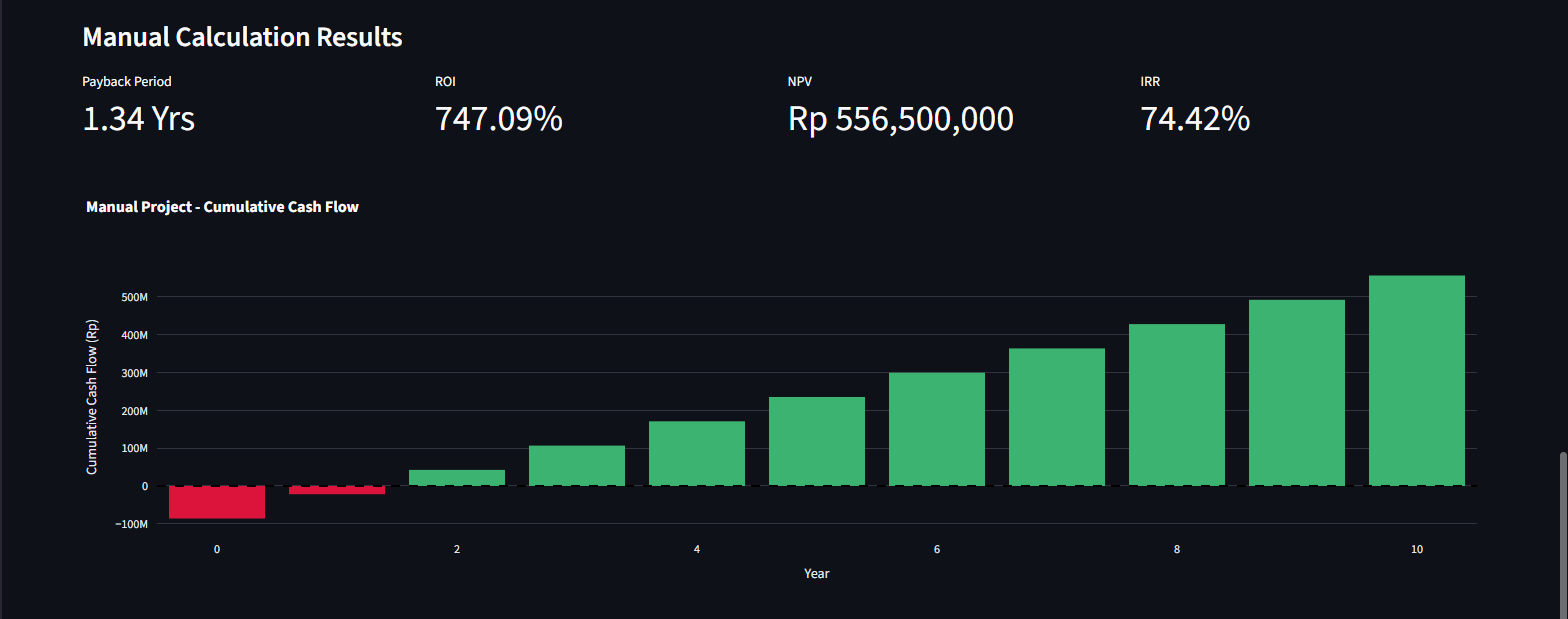 Manual Calculation Results
Payback Period
1.34 Yrs
ROI
747.09%
NPV
Rp 556,500,000
IRR
74.42%
Manual Project - Cumulative Cash Flow
Cumulative Cash Flow (Rp)
500M
400M
300M
200M
100M
0
−100M
0 2 4 6 8 10
Year